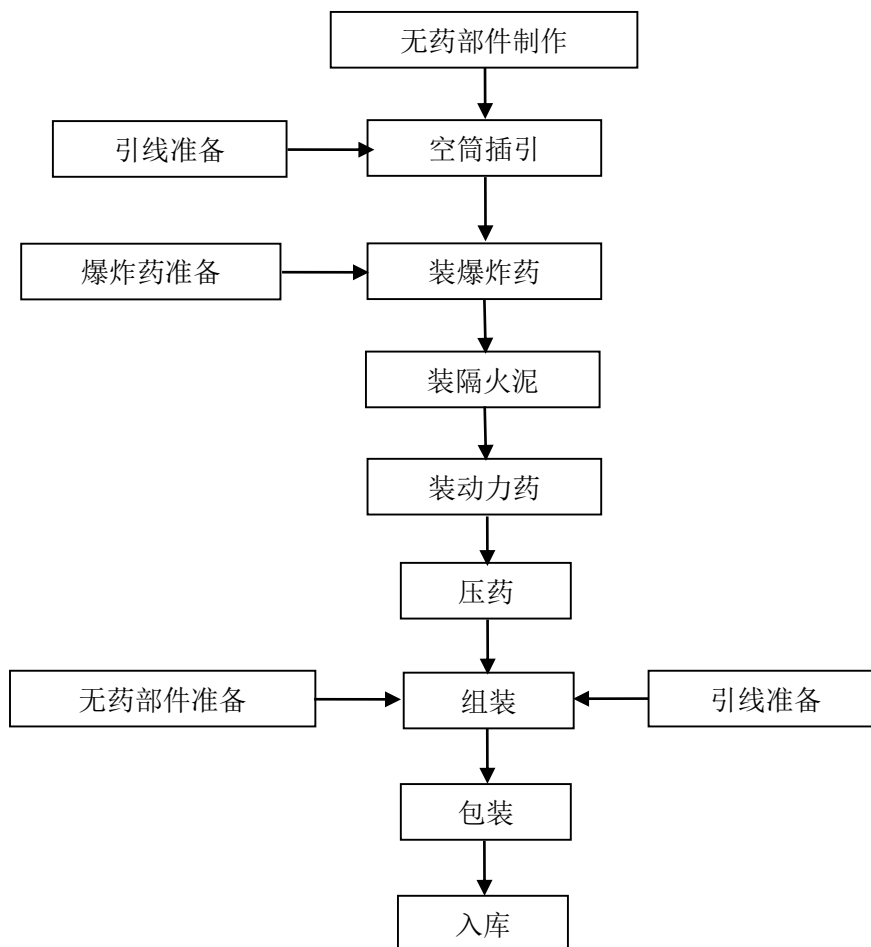 无药部件制作
引线准备
空筒插引
爆炸药准备
装爆炸药
装隔火泥
装动力药
压药
无药部件准备
组装
引线准备
包装
入库